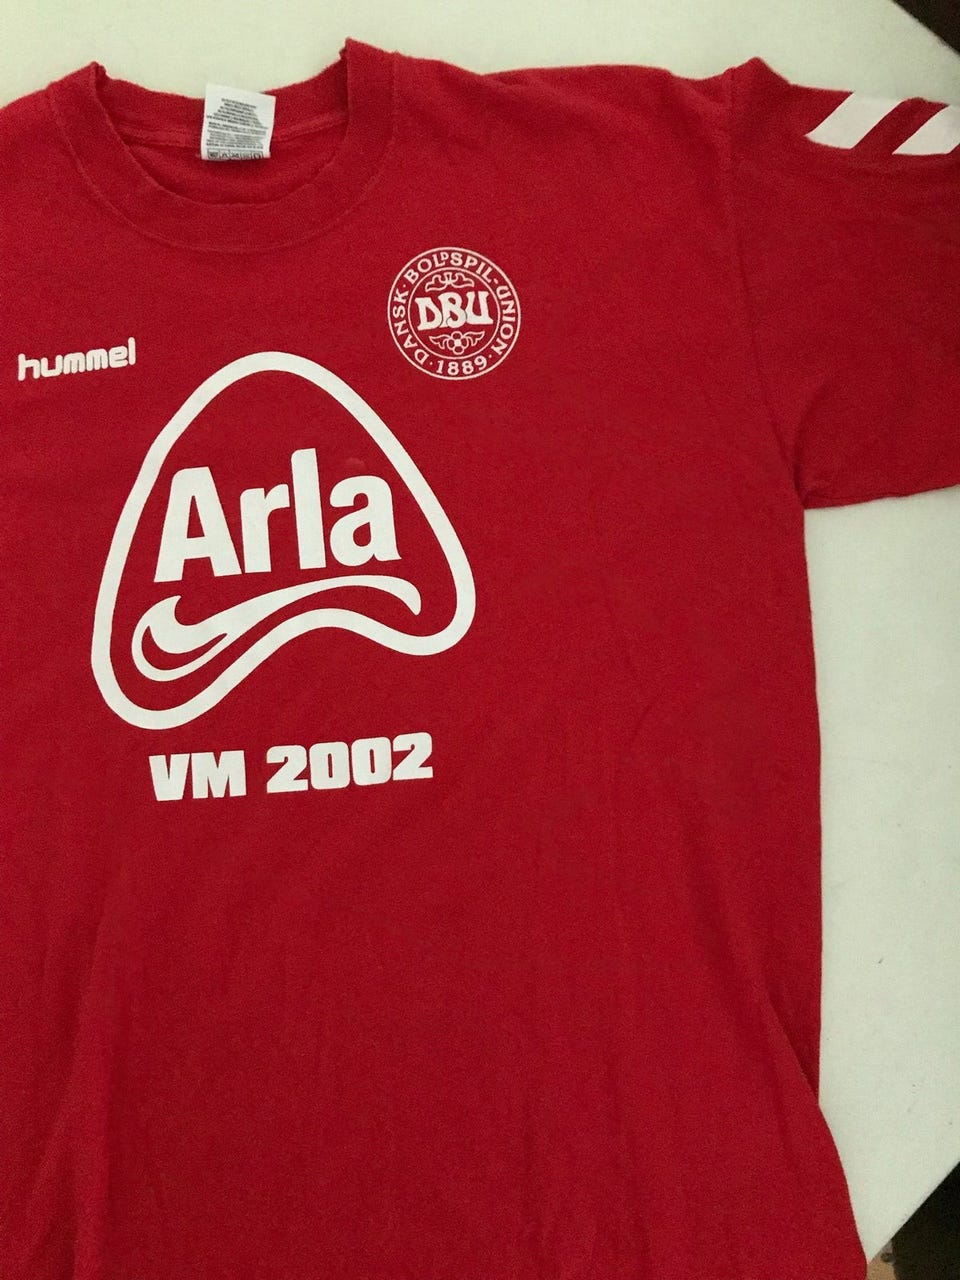 DANSK · BOLDSPIL · UNION · 1889 ·
DBU
hummel
Arla
VM 2002